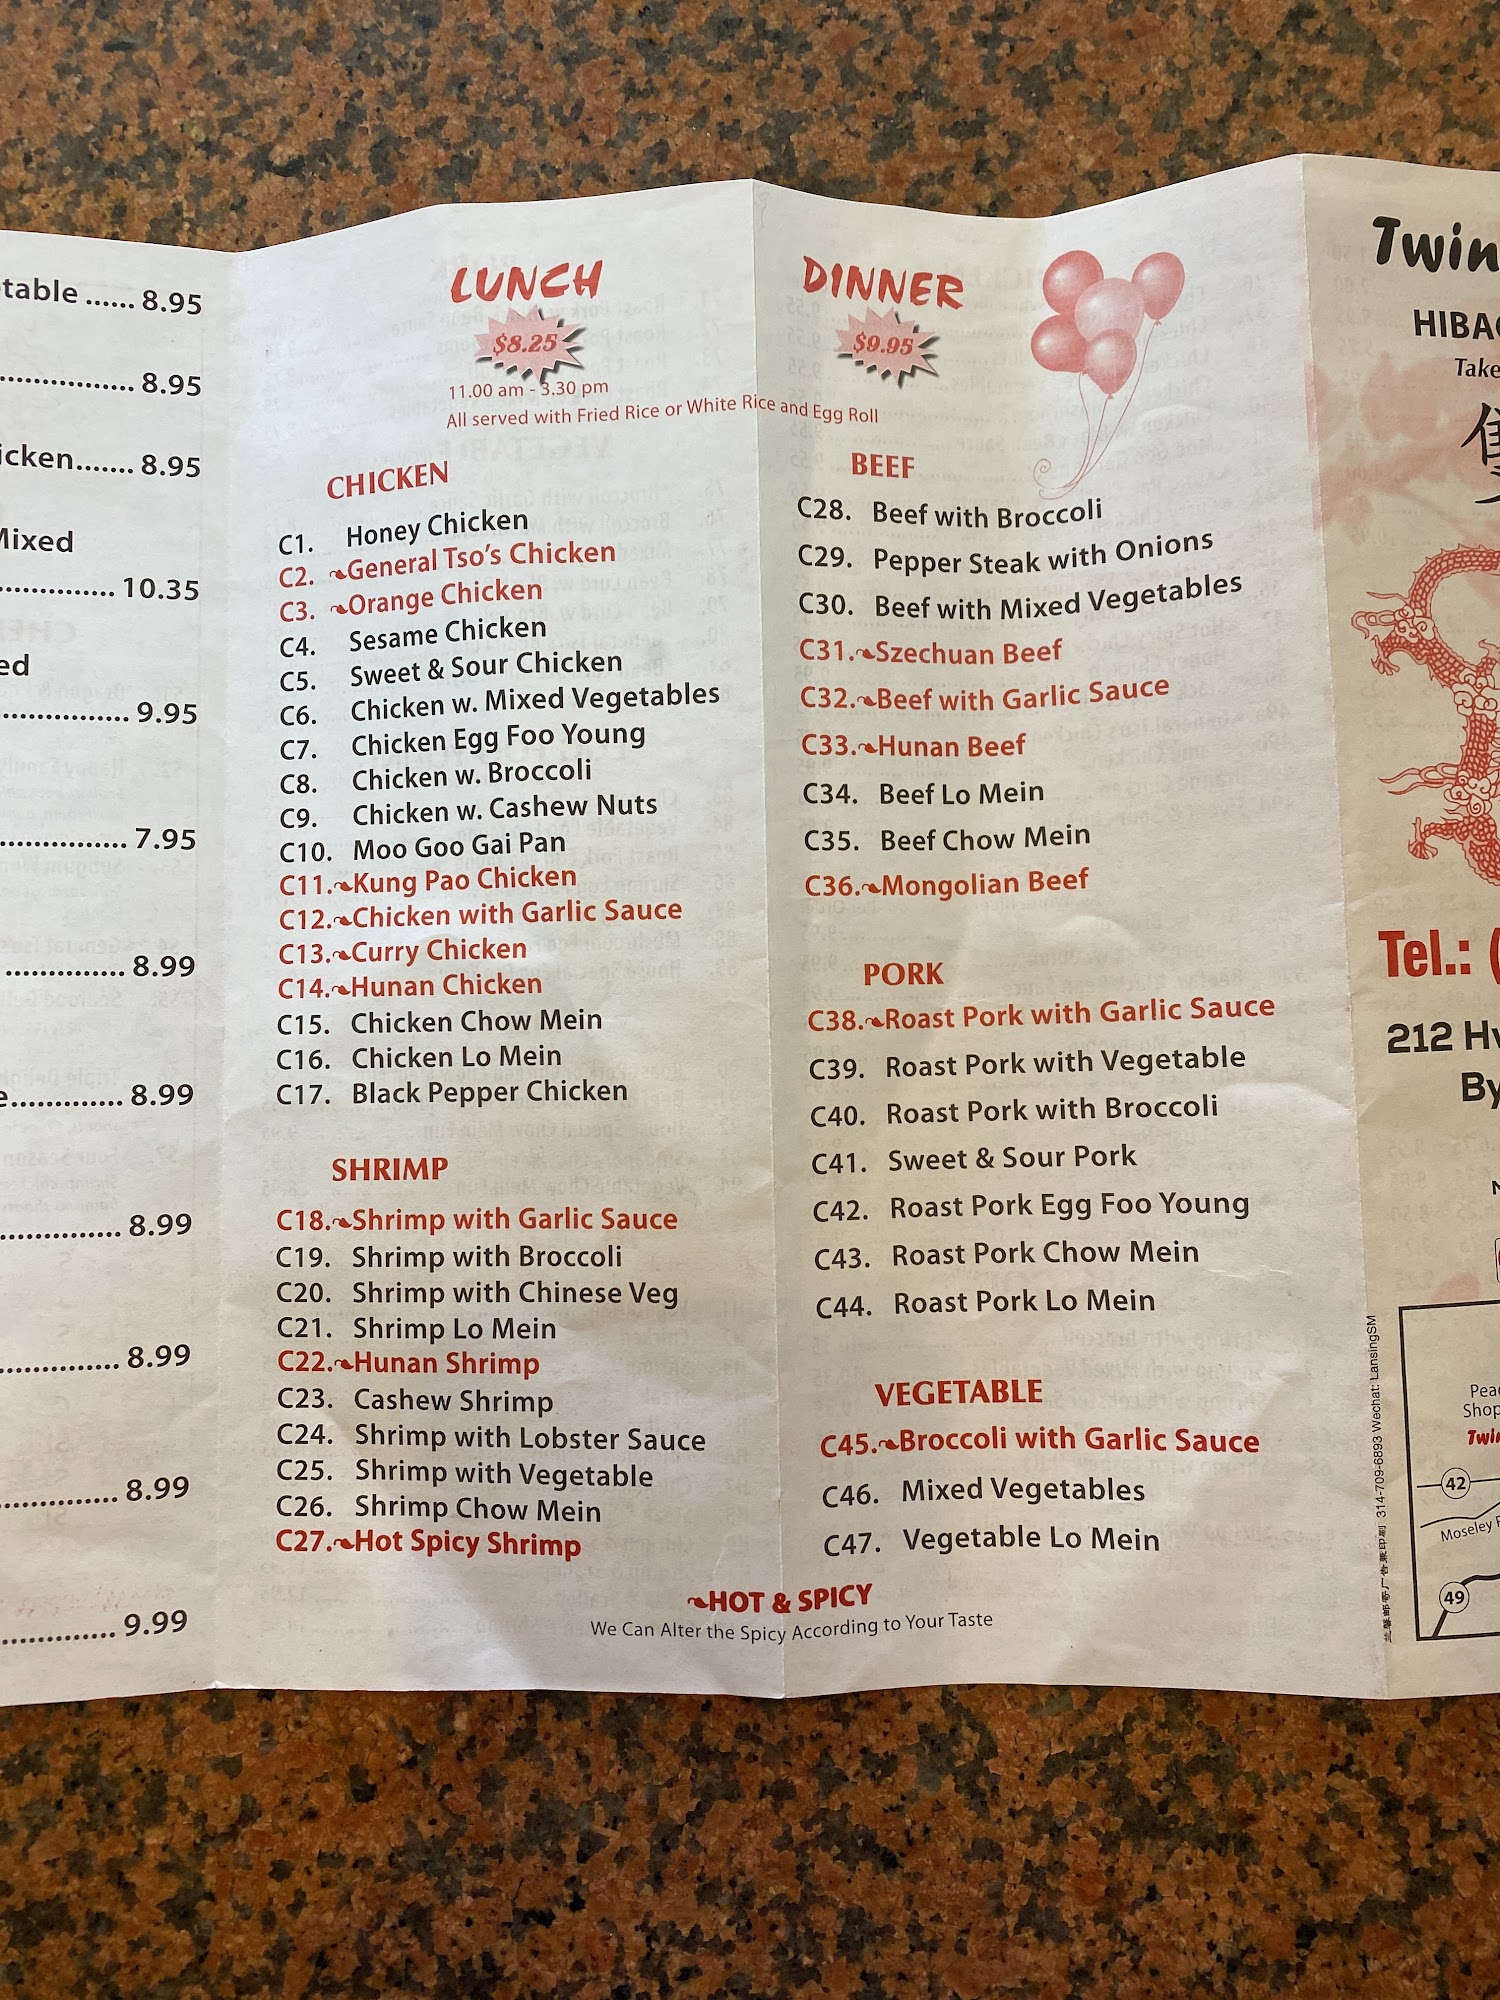 table ...... 8.95
................. 8.95
icken....... 8.95
Mixed
............... 10.35
ed
................. 9.95
................. 7.95
................ 8.99
e.............. 8.99
................ 8.99
................ 8.99
................ 8.99
................ 9.99
LUNCH
$8.25
11.00 am - 3.30 pm
All served with Fried Rice or White Rice and Egg Roll
CHICKEN
C1. Honey Chicken
C2. General Tso's Chicken
C3. Orange Chicken
C4. Sesame Chicken
C5. Sweet & Sour Chicken
C6. Chicken w. Mixed Vegetables
C7. Chicken Egg Foo Young
C8. Chicken w. Broccoli
C9. Chicken w. Cashew Nuts
C10. Moo Goo Gai Pan
C11. Kung Pao Chicken
C12. Chicken with Garlic Sauce
C13. Curry Chicken
C14. Hunan Chicken
C15. Chicken Chow Mein
C16. Chicken Lo Mein
C17. Black Pepper Chicken
SHRIMP
C18. Shrimp with Garlic Sauce
C19. Shrimp with Broccoli
C20. Shrimp with Chinese Veg
C21. Shrimp Lo Mein
C22. Hunan Shrimp
C23. Cashew Shrimp
C24. Shrimp with Lobster Sauce
C25. Shrimp with Vegetable
C26. Shrimp Chow Mein
C27. Hot Spicy Shrimp
DINNER
$9.95
BEEF
C28. Beef with Broccoli
C29. Pepper Steak with Onions
C30. Beef with Mixed Vegetables
C31. Szechuan Beef
C32. Beef with Garlic Sauce
C33. Hunan Beef
C34. Beef Lo Mein
C35. Beef Chow Mein
C36. Mongolian Beef
PORK
C38. Roast Pork with Garlic Sauce
C39. Roast Pork with Vegetable
C40. Roast Pork with Broccoli
C41. Sweet & Sour Pork
C42. Roast Pork Egg Foo Young
C43. Roast Pork Chow Mein
C44. Roast Pork Lo Mein
VEGETABLE
C45. Broccoli with Garlic Sauce
C46. Mixed Vegetables
C47. Vegetable Lo Mein
HOT & SPICY
We Can Alter the Spicy According to Your Taste
Twin
HIBA
Take
Tel.: (
212 H
By
314-709-6893 Wechat: LansingSM
Peac
Shop
Twin
42
Moseley
49